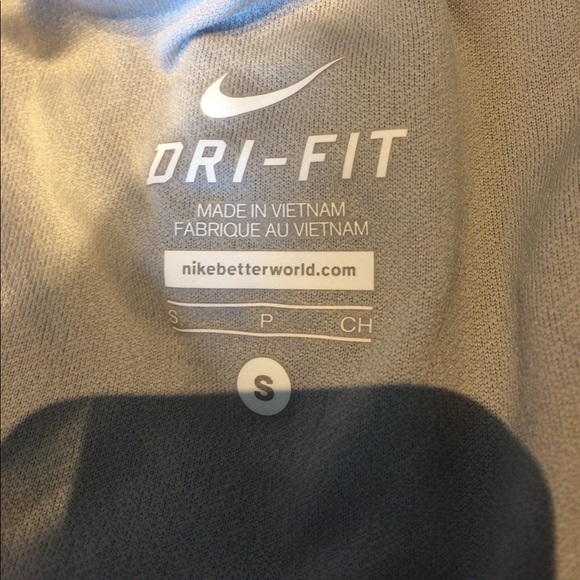 DRI-FIT
MADE IN VIETNAM
FABRIQUE AU VIETNAM
nikebetterworld.com
S P CH
S